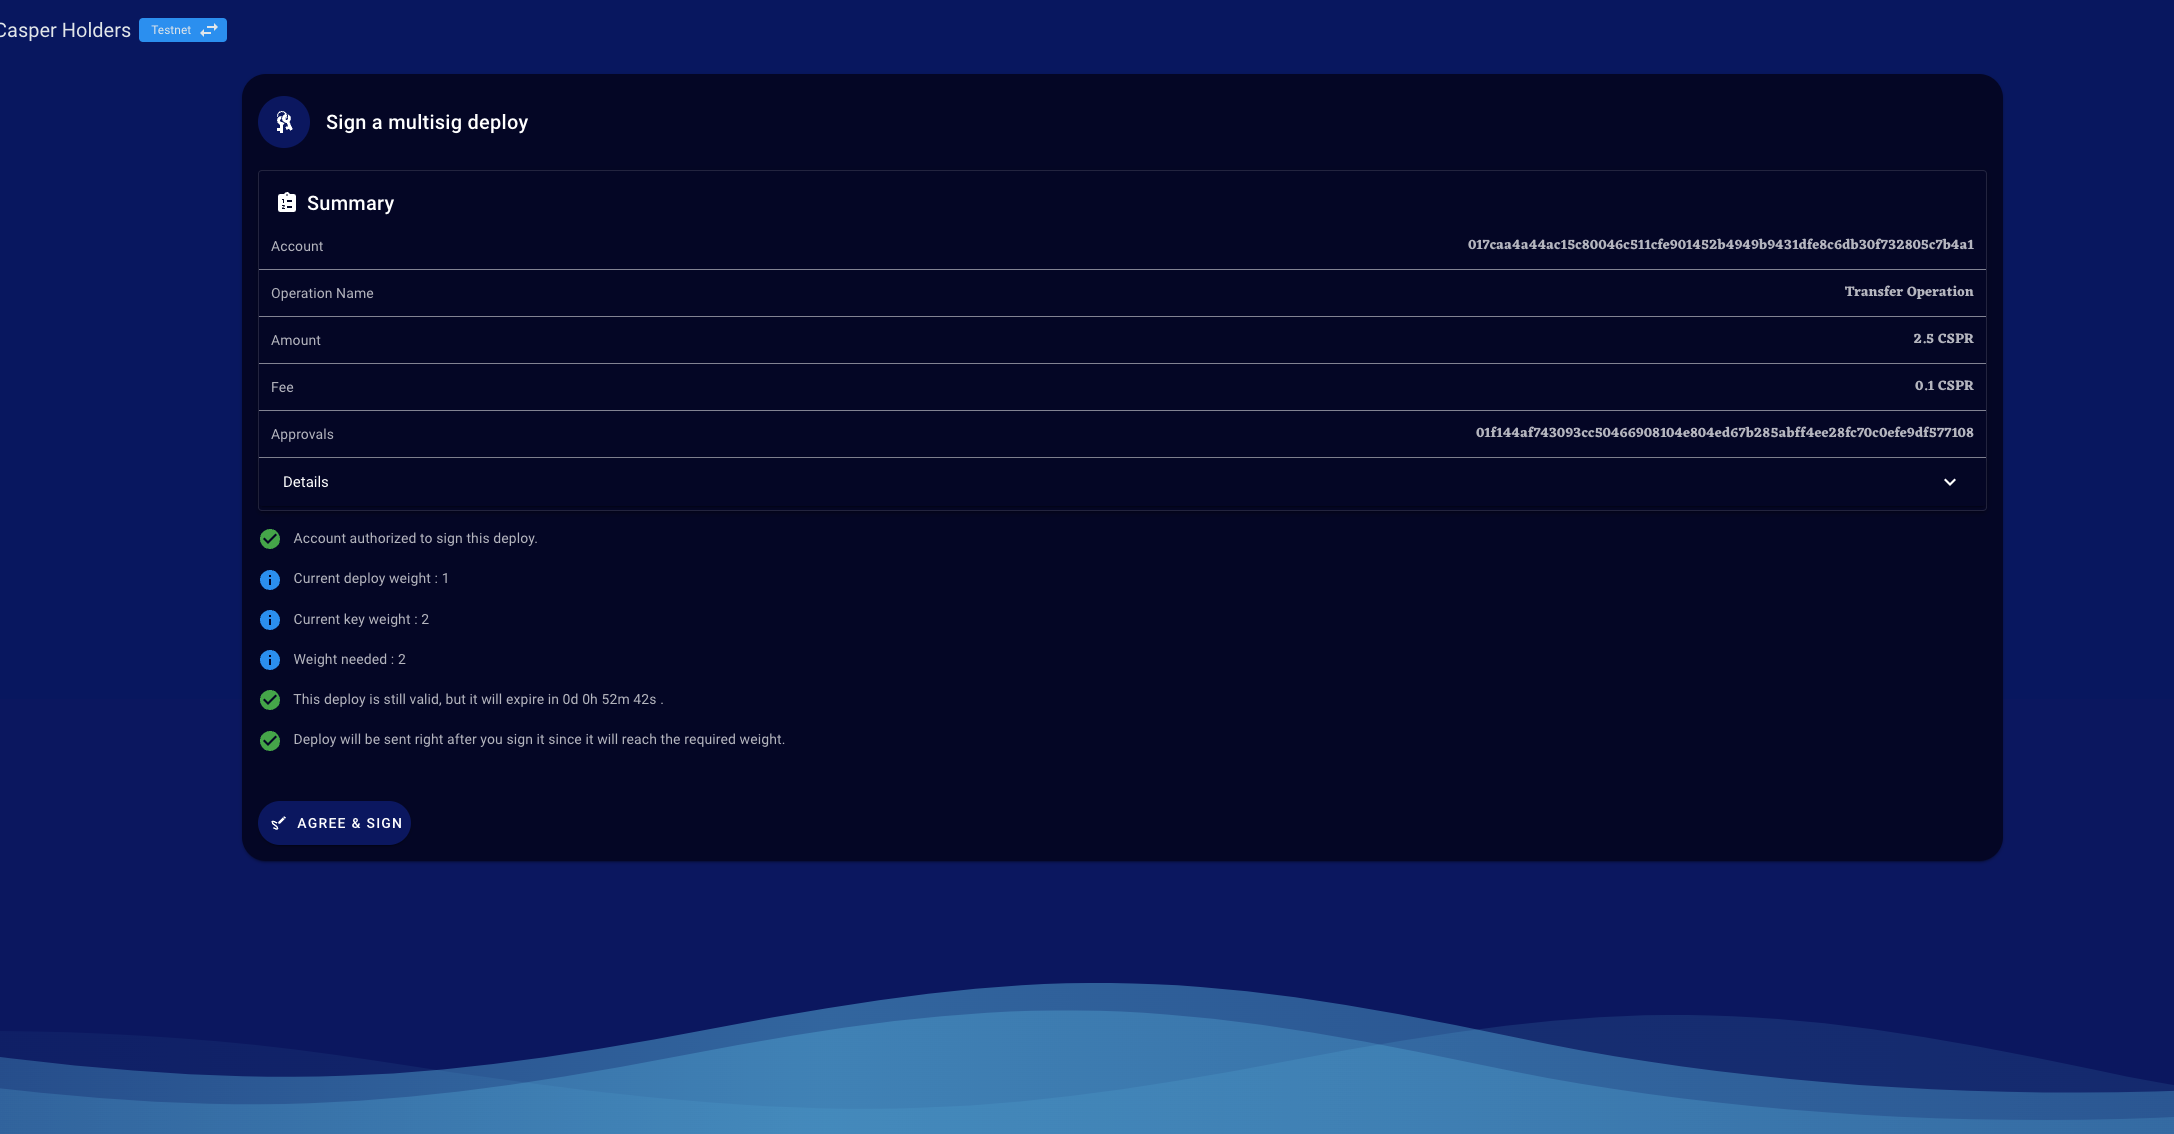 Casper Holders Testnet
Sign a multisig deploy
Summary
Account 017caa4a44ac15c80046c511cfe901452b4949b9431dfe8c6db30f732805c7b4a1
Operation Name Transfer Operation
Amount 2.5 CSPR
Fee 0.1 CSPR
Approvals 01f144af743093cc50466908104e804ed67b285abff4ee28fc70c0efe9df577108
Details
Account authorized to sign this deploy.
Current deploy weight : 1
Current key weight : 2
Weight needed : 2
This deploy is still valid, but it will expire in 0d 0h 52m 42s .
Deploy will be sent right after you sign it since it will reach the required weight.
AGREE & SIGN